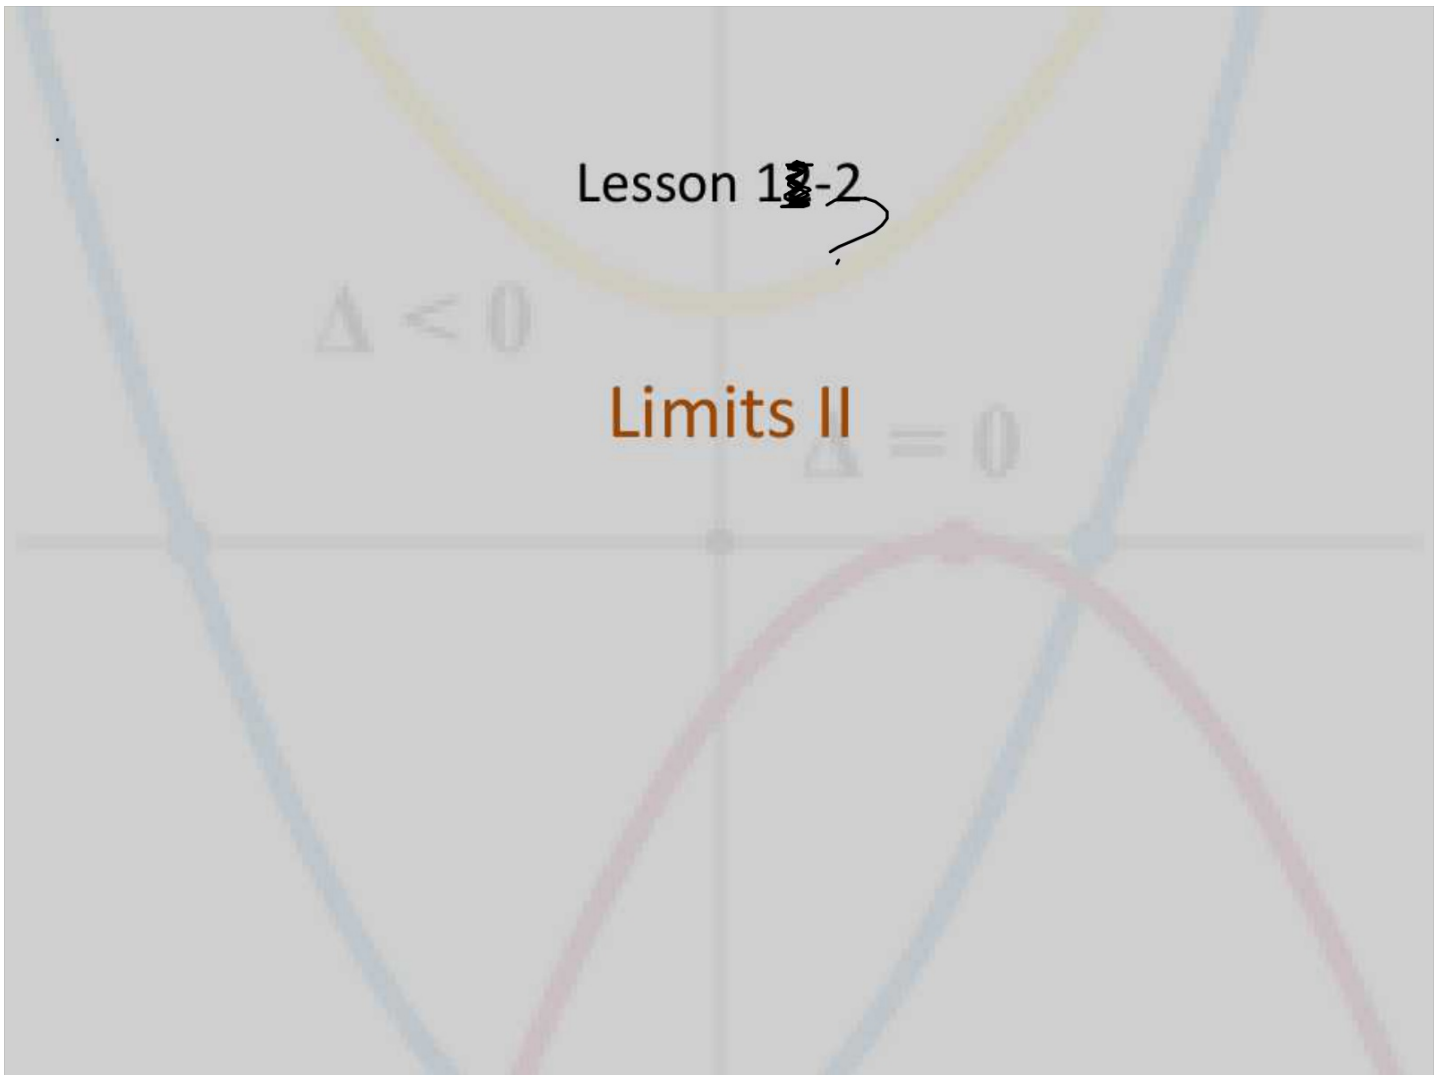 Lesson 1-2
Δ < 0
Limits II
Δ = 0